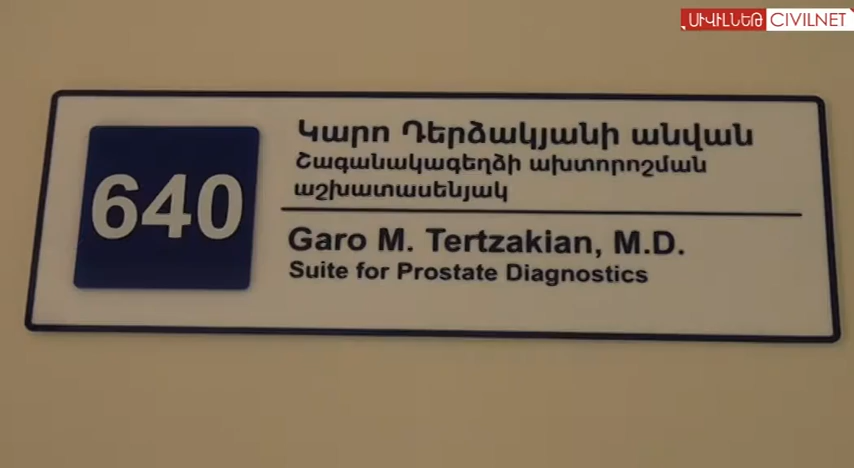 ՍԻՎԻԼՆԵԹ CIVILNET
640
Կարո Դերձակյանի անվան
Շագանակագեղձի ախտորոշման
աշխատասենյակ
Garo M. Tertzakian, M.D.
Suite for Prostate Diagnostics